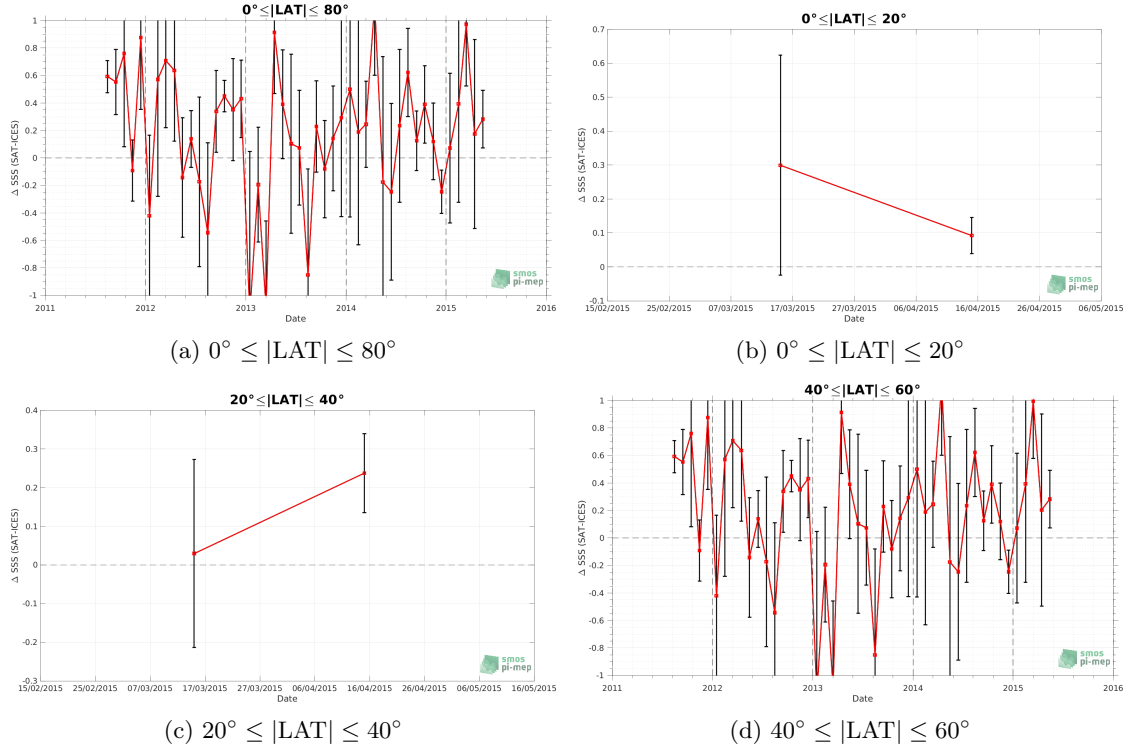 0°≤|LAT|≤ 80°
1
0.8
0.6
0.4
0.2
0
-0.2
-0.4
-0.6
-0.8
-1
Δ SSS (SAT-ICES)
2011
2012
2013
2014
2015
2016
Date
smos
pi-mep
(a) 0° ≤ |LAT| ≤ 80°
0°≤|LAT|≤ 20°
0.7
0.6
0.5
0.4
0.3
0.2
0.1
0
-0.1
Δ SSS (SAT-ICES)
15/02/2015
25/02/2015
07/03/2015
17/03/2015
27/03/2015
06/04/2015
16/04/2015
26/04/2015
06/05/2015
Date
smos
pi-mep
(b) 0° ≤ |LAT| ≤ 20°
20°≤|LAT|≤ 40°
0.4
0.3
0.2
0.1
0
-0.1
-0.2
-0.3
Δ SSS (SAT-ICES)
15/02/2015
25/02/2015
07/03/2015
17/03/2015
27/03/2015
06/04/2015
16/04/2015
26/04/2015
06/05/2015
16/05/2015
Date
smos
pi-mep
(c) 20° ≤ |LAT| ≤ 40°
40°≤|LAT|≤ 60°
1
0.8
0.6
0.4
0.2
0
-0.2
-0.4
-0.6
-0.8
-1
Δ SSS (SAT-ICES)
2011
2012
2013
2014
2015
2016
Date
smos
pi-mep
(d) 40° ≤ |LAT| ≤ 60°